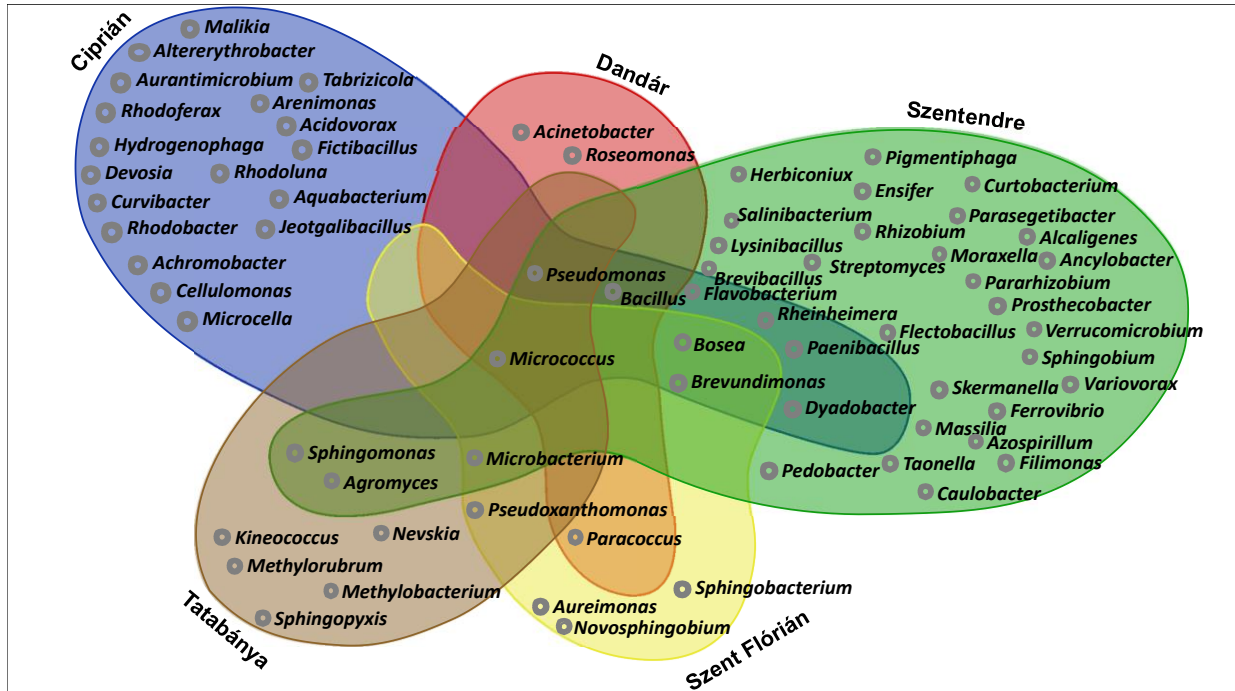 Ciprián
Malikia
Altererythrobacter
Aurantimicrobium
Tabrizicola
Rhodoferax
Arenimonas
Acidovorax
Hydrogenophaga
Fictibacillus
Devosia
Rhodoluna
Curvibacter
Aquabacterium
Rhodobacter
Jeotgalibacillus
Achromobacter
Cellulomonas
Microcella
Dandár
Acinetobacter
Roseomonas
Szentendre
Pigmentiphaga
Herbiconiux
Ensifer
Curtobacterium
Salinibacterium
Parasegetibacter
Rhizobium
Alcaligenes
Lysinibacillus
Moraxella
Ancylobacter
Streptomyces
Brevibacillus
Pararhizobium
Flavobacterium
Prosthecobacter
Rheinheimera
Flectobacillus
Verrucomicrobium
Paenibacillus
Sphingobium
Skermanella
Variovorax
Dyadobacter
Ferrovibrio
Massilia
Azospirillum
Pedobacter
Taonella
Filimonas
Caulobacter
Pseudomonas
Bacillus
Bosea
Micrococcus
Brevundimonas
Sphingomonas
Microbacterium
Agromyces
Pseudoxanthomonas
Kineococcus
Nevskia
Paracoccus
Methylorubrum
Methylobacterium
Sphingopyxis
Tatabánya
Sphingobacterium
Aureimonas
Novosphingobium
Szent Flórián